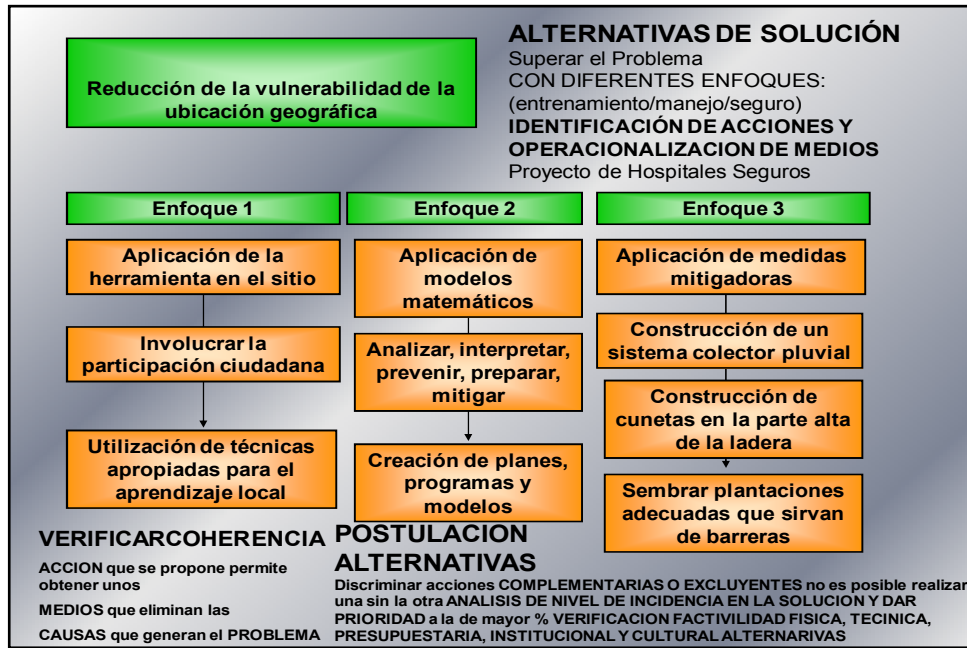 ALTERNATIVAS DE SOLUCIÓN
Superar el Problema
CON DIFERENTES ENFOQUES:
(entrenamiento/manejo/seguro)
IDENTIFICACIÓN DE ACCIONES Y
OPERACIONALIZACION DE MEDIOS
Proyecto de Hospitales Seguros
Reducción de la vulnerabilidad de la
ubicación geográfica
Enfoque 1
Aplicación de la
herramienta en el sitio
Involucrar la
participación ciudadana
Utilización de técnicas
apropiadas para el
aprendizaje local
Enfoque 2
Aplicación de
modelos
matemáticos
Analizar, interpretar,
prevenir, preparar,
mitigar
Creación de planes,
programas y
modelos
Enfoque 3
Aplicación de medidas
mitigadoras
Construcción de un
sistema colector pluvial
Construcción de
cunetas en la parte alta
de la ladera
Sembrar plantaciones
adecuadas que sirvan
de barreras
VERIFICARCOHERENCIA
ACCION que se propone permite
obtener unos
MEDIOS que eliminan las
CAUSAS que generan el PROBLEMA
POSTULACION
ALTERNATIVAS
Discriminar acciones COMPLEMENTARIAS O EXCLUYENTES no es posible realizar
una sin la otra ANALISIS DE NIVEL DE INCIDENCIA EN LA SOLUCION Y DAR
PRIORIDAD a la de mayor % VERIFICACION FACTIVILIDAD FISICA, TECINICA,
PRESUPUESTARIA, INSTITUCIONAL Y CULTURAL ALTERNARIVAS